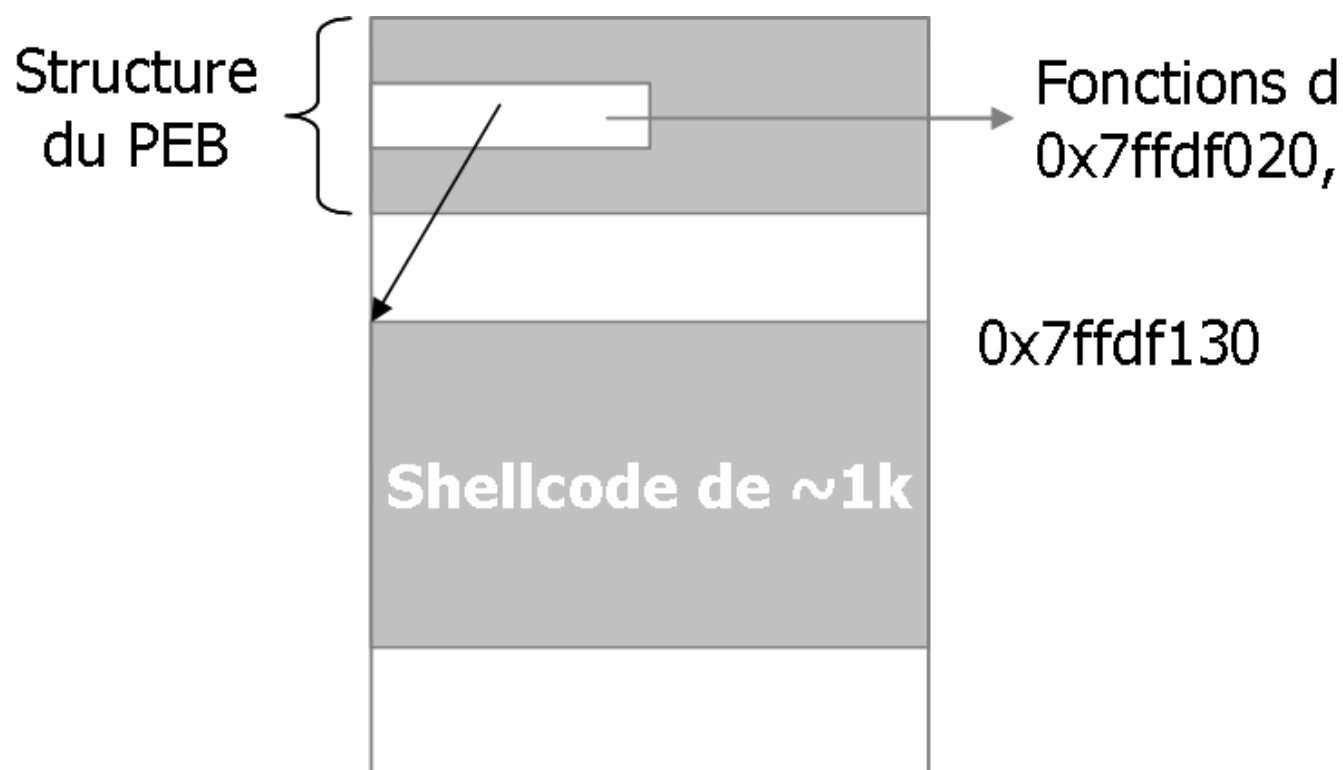 Structure
du PEB
Fonctions d
0x7ffdf020,
0x7ffdf130
Shellcode de ~1k